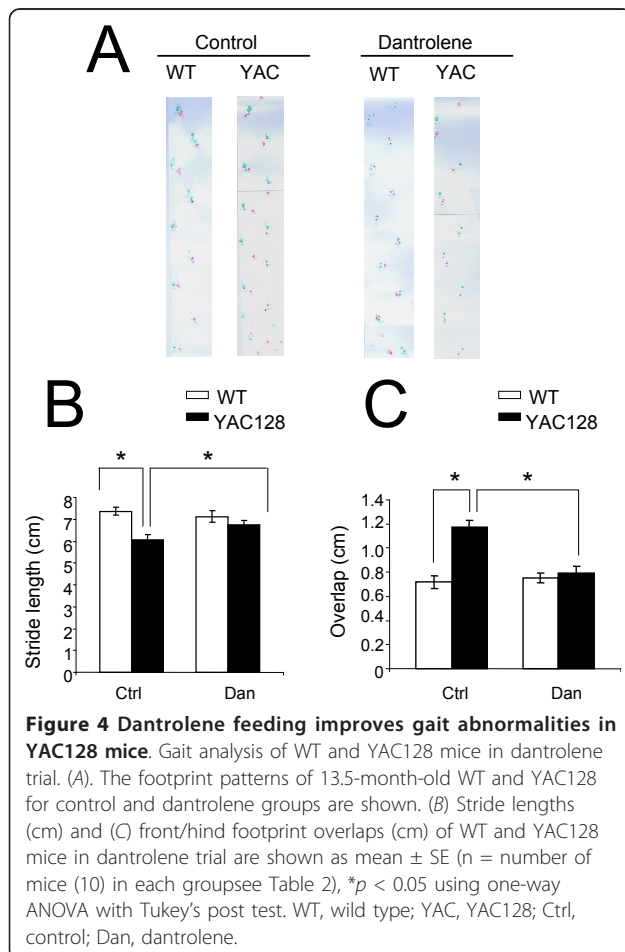 A
Control
Dantrolene
WT YAC
WT YAC
B
WT
YAC128
*
*
8
7
6
5
4
3
2
1
0
Stride length (cm)
Ctrl Dan
C
WT
YAC128
*
*
1.4
1.2
1.0
0.8
0.6
0.4
0.2
0
Overlap (cm)
Ctrl Dan
Figure 4 Dantrolene feeding improves gait abnormalities in
YAC128 mice. Gait analysis of WT and YAC128 mice in dantrolene
trial. (A). The footprint patterns of 13.5-month-old WT and YAC128
for control and dantrolene groups are shown. (B) Stride lengths
(cm) and (C) front/hind footprint overlaps (cm) of WT and YAC128
mice in dantrolene trial are shown as mean ± SE (n = number of
mice (10) in each groupsee Table 2), *p < 0.05 using one-way
ANOVA with Tukey's post test. WT, wild type; YAC, YAC128; Ctrl,
control; Dan, dantrolene.